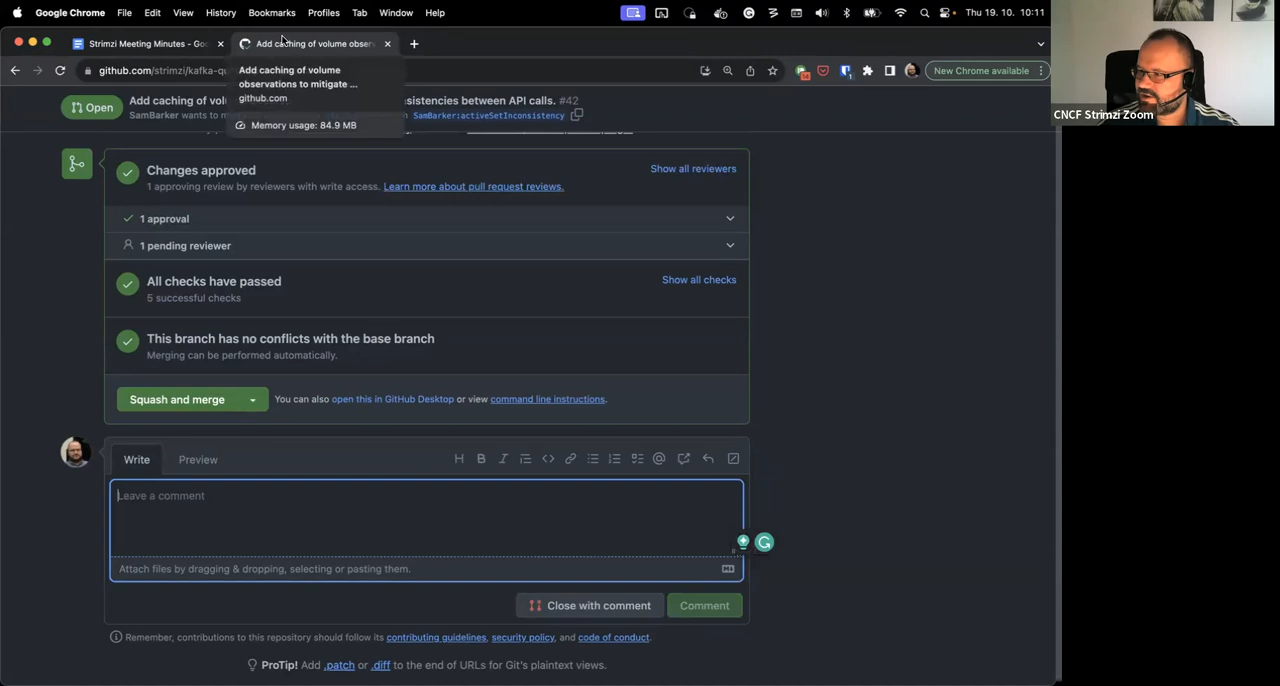 Google Chrome File Edit View History Bookmarks Profiles Tab Window Help Thu 19. 10. 10:11
Strimzi Meeting Minutes - Goo
Add caching of volume obser
github.com/strimzi/kafka-qu
New Chrome available
Add caching of volume
observations to mitigate ...
github.com
Memory usage: 84.9 MB
CNCF Strimzi Zoom
Open
Add caching of volu
sistencies between API calls. #42
SamBarker wants to m
SamBarker:activeSetInconsistency
Changes approved
Show all reviewers
1 approving review by reviewers with write access. Learn more about pull request reviews.
1 approval
1 pending reviewer
All checks have passed
Show all checks
5 successful checks
This branch has no conflicts with the base branch
Merging can be performed automatically.
Squash and merge
You can also open this in GitHub Desktop or view command line instructions.
Write Preview
Leave a comment
Attach files by dragging & dropping, selecting or pasting them.
Close with comment
Comment
Remember, contributions to this repository should follow its contributing guidelines, security policy, and code of conduct.
ProTip! Add .patch or .diff to the end of URLs for Git's plaintext views.